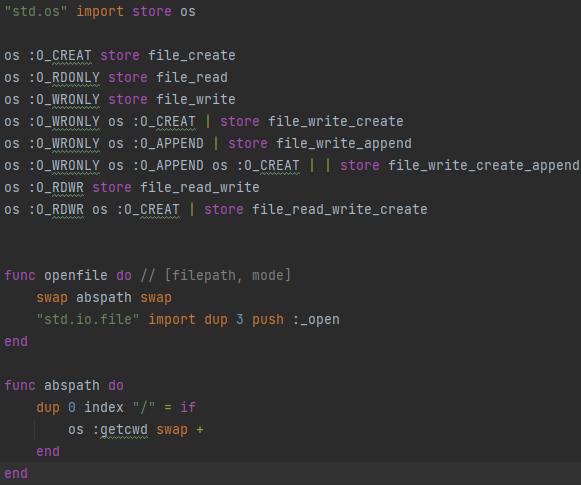 "std.os" import store os
os :O_CREAT store file_create
os :O_RDONLY store file_read
os :O_WRONLY store file_write
os :O_WRONLY os :O_CREAT | store file_write_create
os :O_WRONLY os :O_APPEND | store file_write_append
os :O_WRONLY os :O_APPEND os :O_CREAT | | store file_write_create_append
os :O_RDWR store file_read_write
os :O_RDWR os :O_CREAT | store file_read_write_create
func openfile do // [filepath, mode]
swap abspath swap
"std.io.file" import dup 3 push :_open
end
func abspath do
dup 0 index "/" = if
os :getcwd swap +
end
end